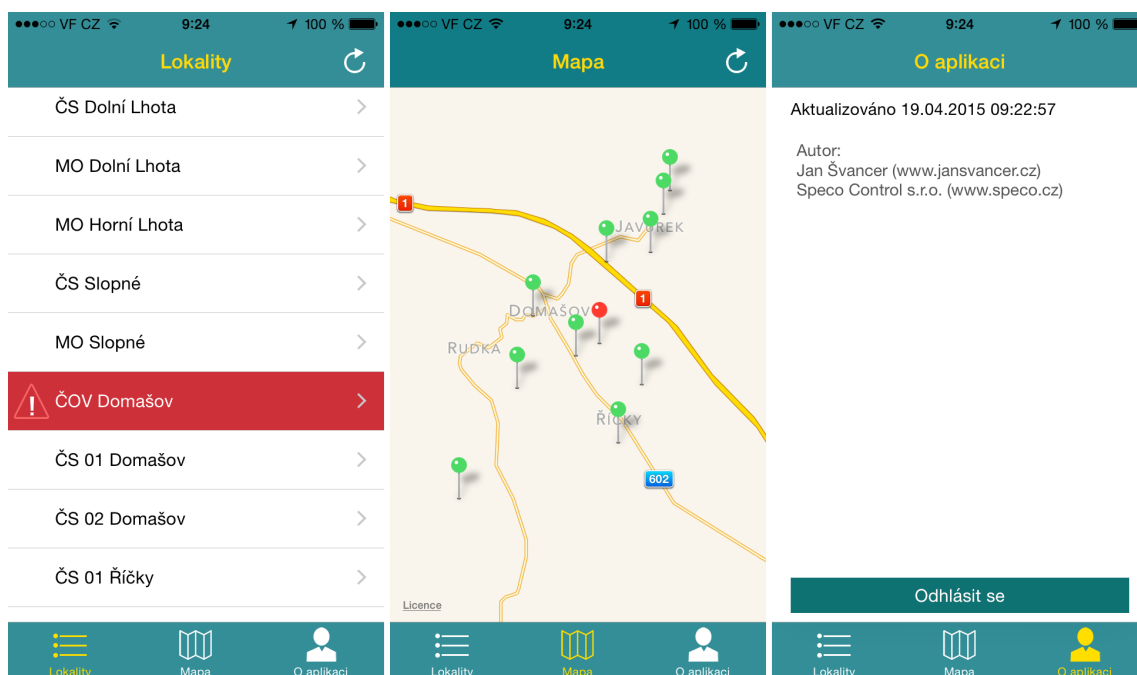 VF CZ 9:24 100 %
Lokality
ČS Dolní Lhota
MO Dolní Lhota
MO Horní Lhota
ČS Slopné
MO Slopné
ČOV Domašov
ČS 01 Domašov
ČS 02 Domašov
ČS 01 Říčky
Lokality Mapa O aplikaci
VF CZ 9:24 100 %
Mapa
1
JAVŮREK
1
DOMAŠOV
RUDKA
ŘÍČKY
602
Licence
Lokality Mapa O aplikaci
VF CZ 9:24 100 %
O aplikaci
Aktualizováno 19.04.2015 09:22:57
Autor:
Jan Švancer (www.jansvancer.cz)
Speco Control s.r.o. (www.speco.cz)
Odhlásit se
Lokality Mapa O aplikaci